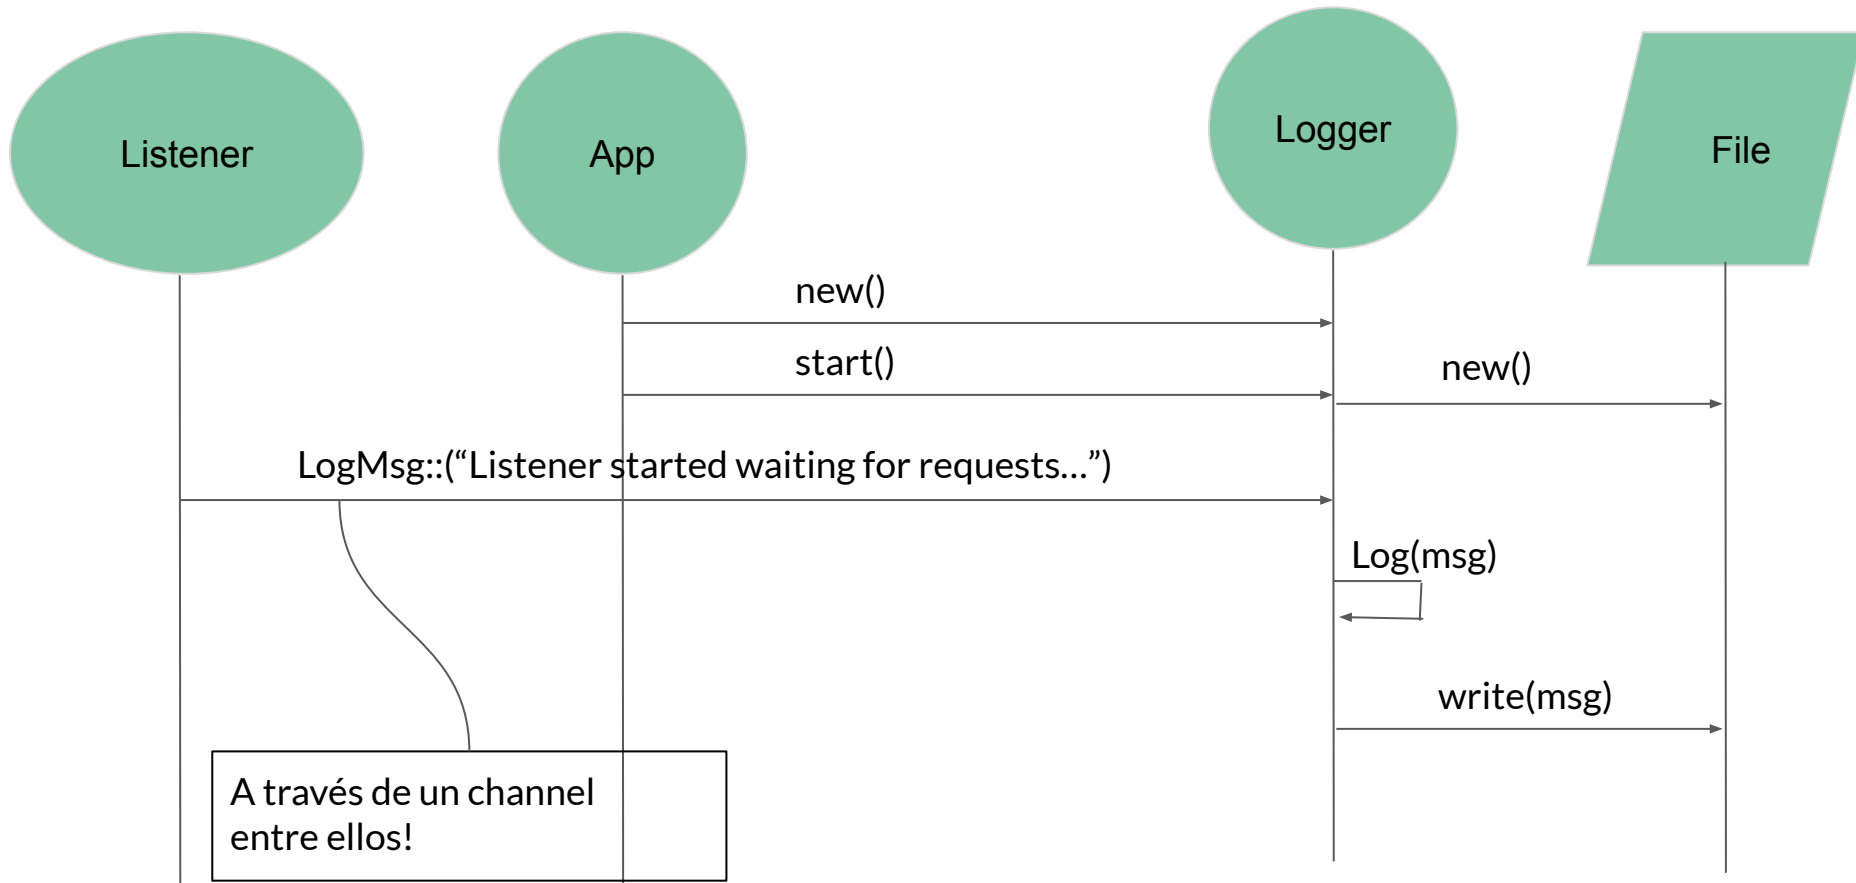 Listener
App
Logger
File
new()
start()
new()
LogMsg::(“Listener started waiting for requests…”)
Log(msg)
write(msg)
A través de un channel
entre ellos!